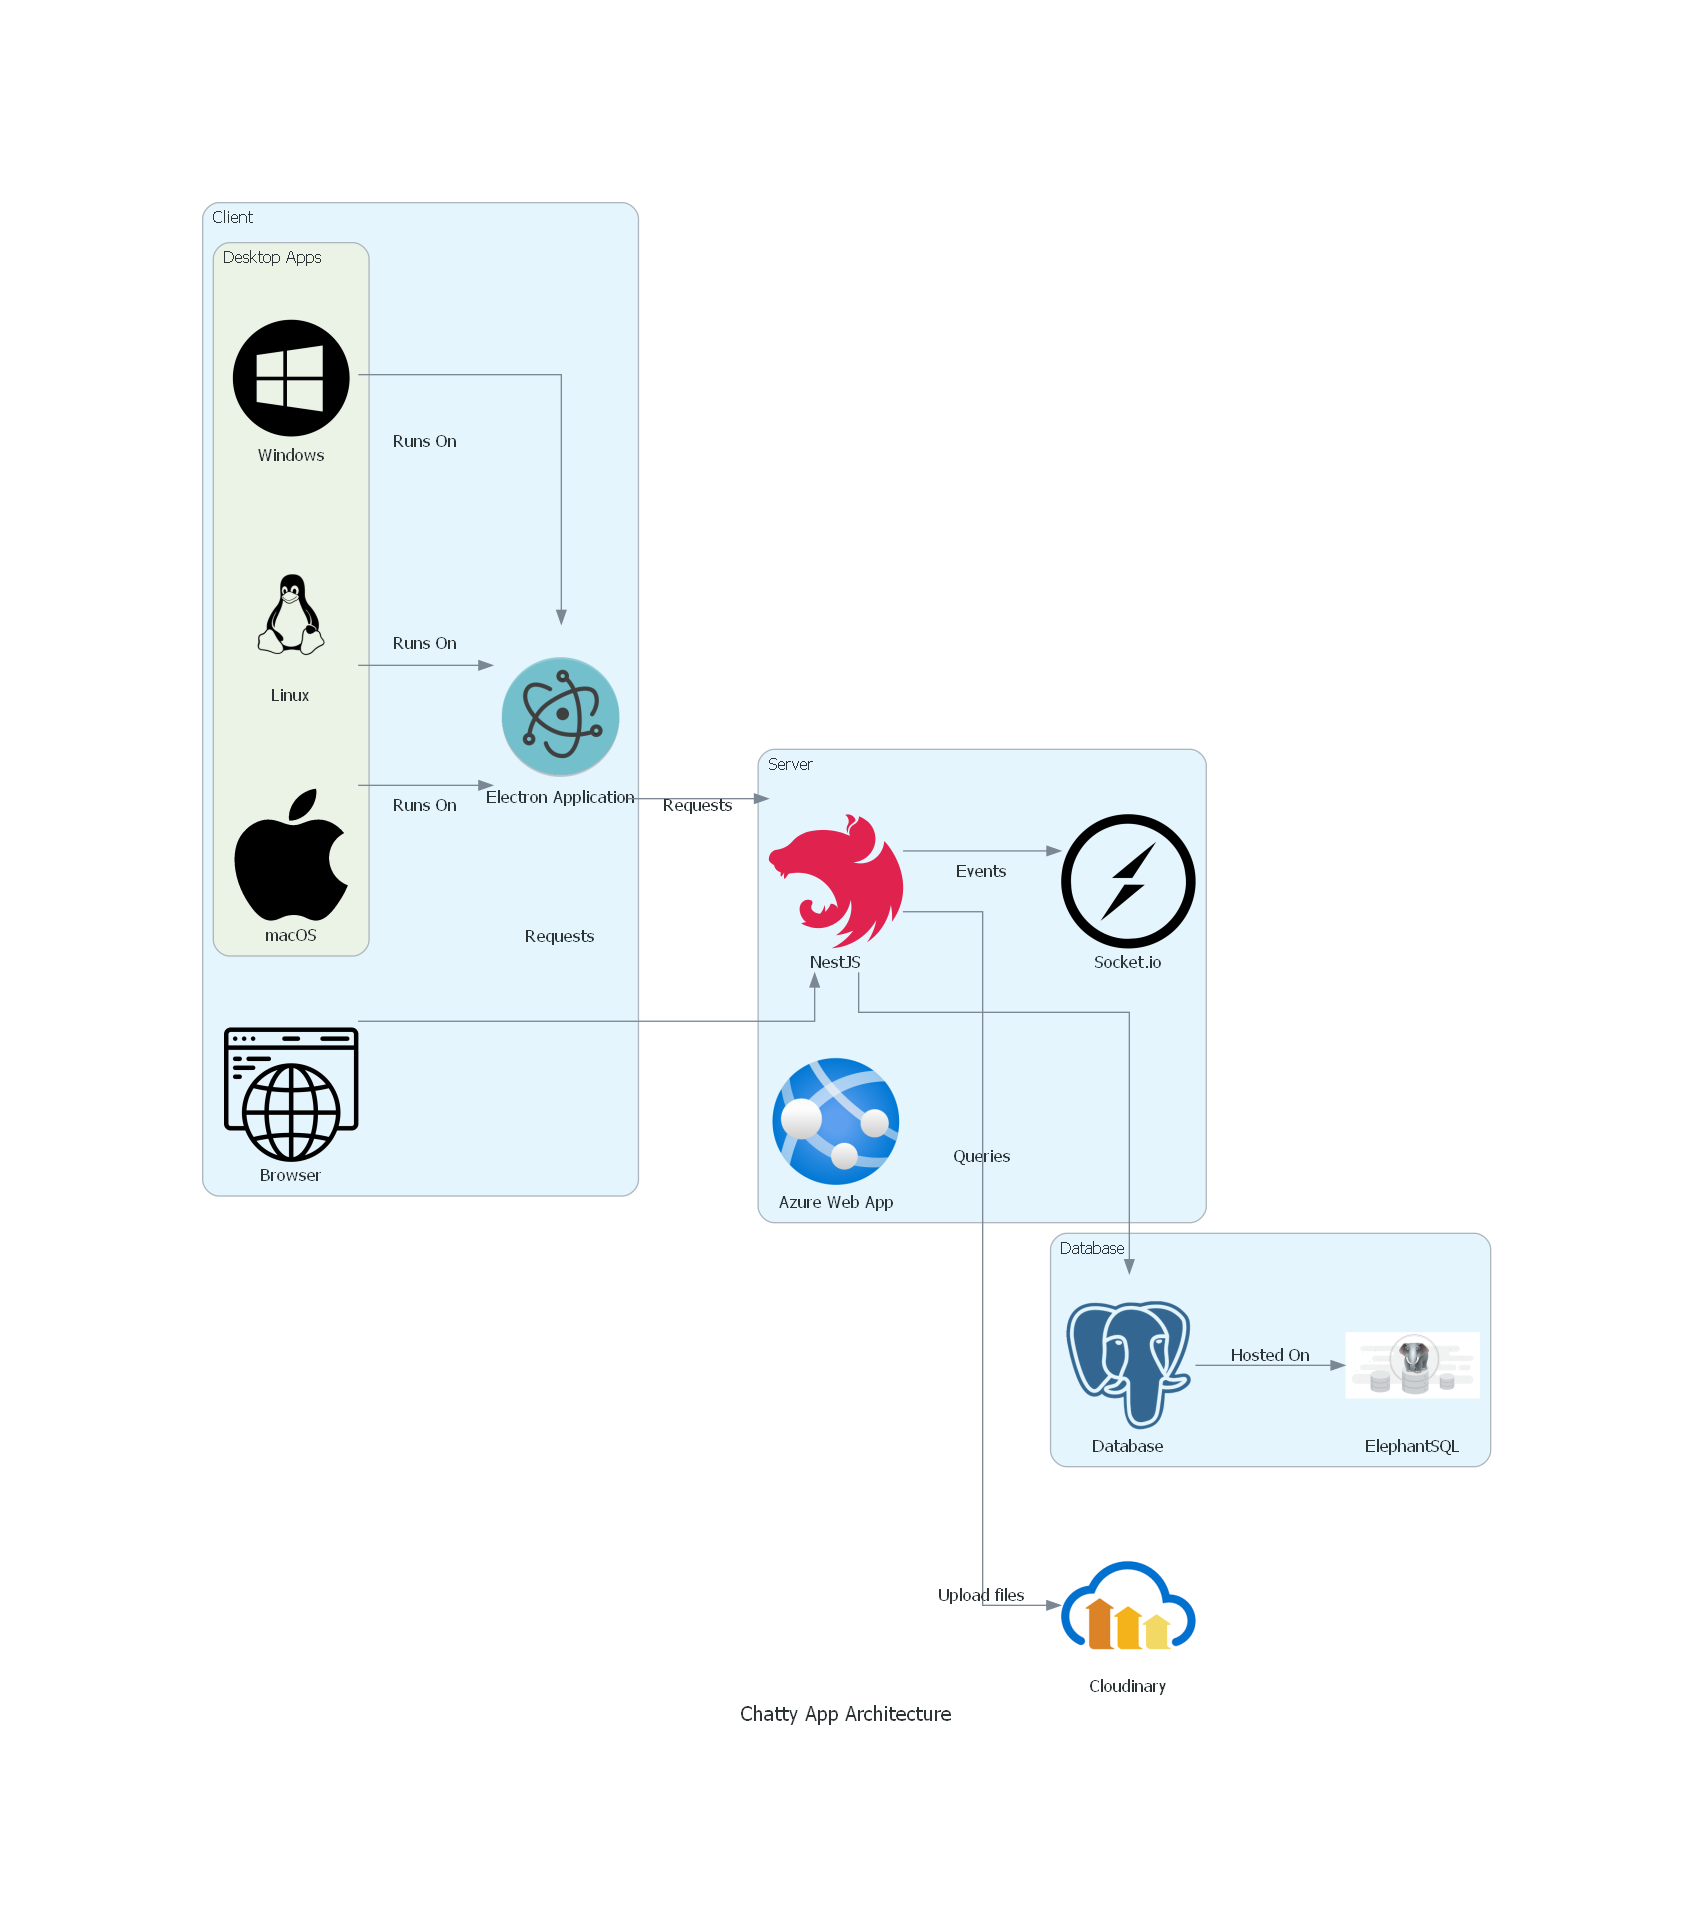 Client
Desktop Apps
Windows
Runs On
Linux
Runs On
macOS
Runs On
Electron Application
Requests
Requests
Browser
Server
NestJS
Events
Socket.io
Azure Web App
Queries
Database
Database
Hosted On
ElephantSQL
Upload files
Cloudinary
Chatty App Architecture